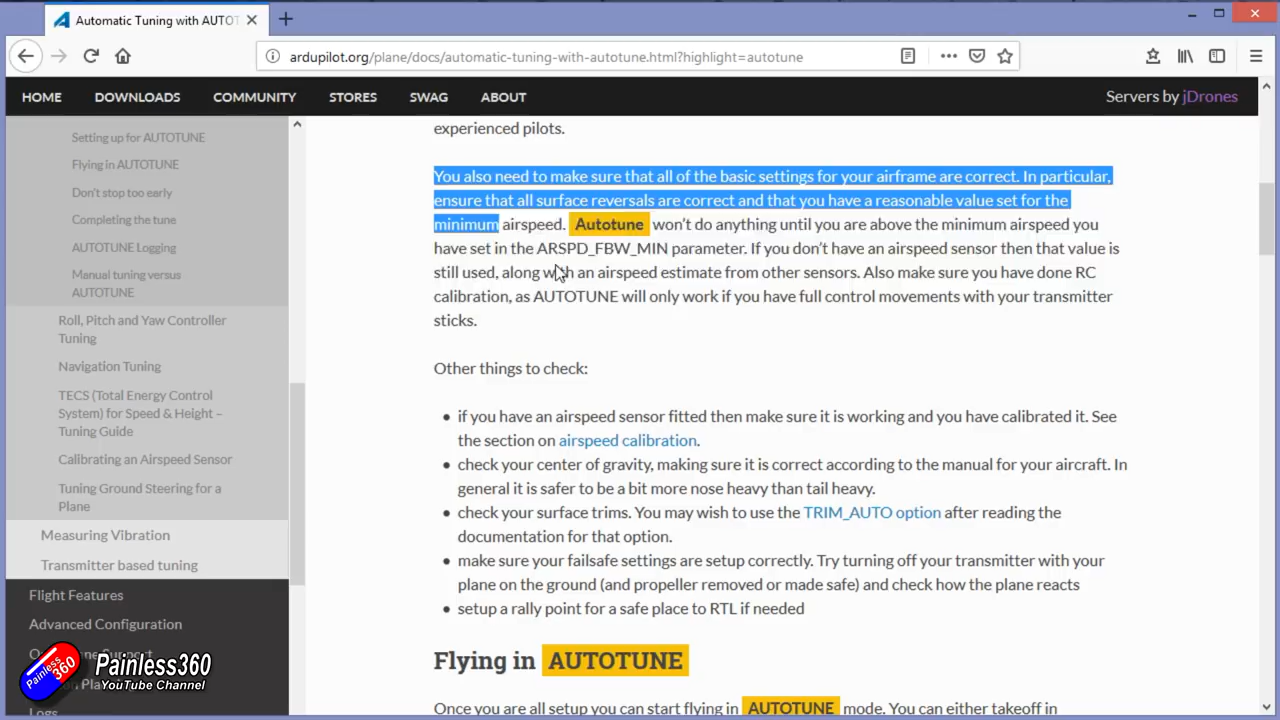 Automatic Tuning with AUTOT
ardupilot.org/plane/docs/automatic-tuning-with-autotune.html?highlight=autotune
HOME DOWNLOADS COMMUNITY STORES SWAG ABOUT Servers by jDrones
Setting up for AUTOTUNE
Flying in AUTOTUNE
Don't stop too early
Completing the tune
AUTOTUNE Logging
Manual tuning versus
AUTOTUNE
Roll, Pitch and Yaw Controller
Tuning
Navigation Tuning
TECS (Total Energy Control
System) for Speed & Height –
Tuning Guide
Calibrating an Airspeed Sensor
Tuning Ground Steering for a
Plane
Measuring Vibration
Transmitter based tuning
Flight Features
Advanced Configuration
Logs
experienced pilots.
You also need to make sure that all of the basic settings for your airframe are correct. In particular,
ensure that all surface reversals are correct and that you have a reasonable value set for the
minimum airspeed. Autotune won't do anything until you are above the minimum airspeed you
have set in the ARSPD_FBW_MIN parameter. If you don't have an airspeed sensor then that value is
still used, along with an airspeed estimate from other sensors. Also make sure you have done RC
calibration, as AUTOTUNE will only work if you have full control movements with your transmitter
sticks.
Other things to check:
• if you have an airspeed sensor fitted then make sure it is working and you have calibrated it. See
the section on airspeed calibration.
• check your center of gravity, making sure it is correct according to the manual for your aircraft. In
general it is safer to be a bit more nose heavy than tail heavy.
• check your surface trims. You may wish to use the TRIM_AUTO option after reading the
documentation for that option.
• make sure your failsafe settings are setup correctly. Try turning off your transmitter with your
plane on the ground (and propeller removed or made safe) and check how the plane reacts
• setup a rally point for a safe place to RTL if needed
Flying in AUTOTUNE
Once you are all setup you can start flying in AUTOTUNE mode. You can either takeoff in
Painless360
Painless360
YouTube Channel